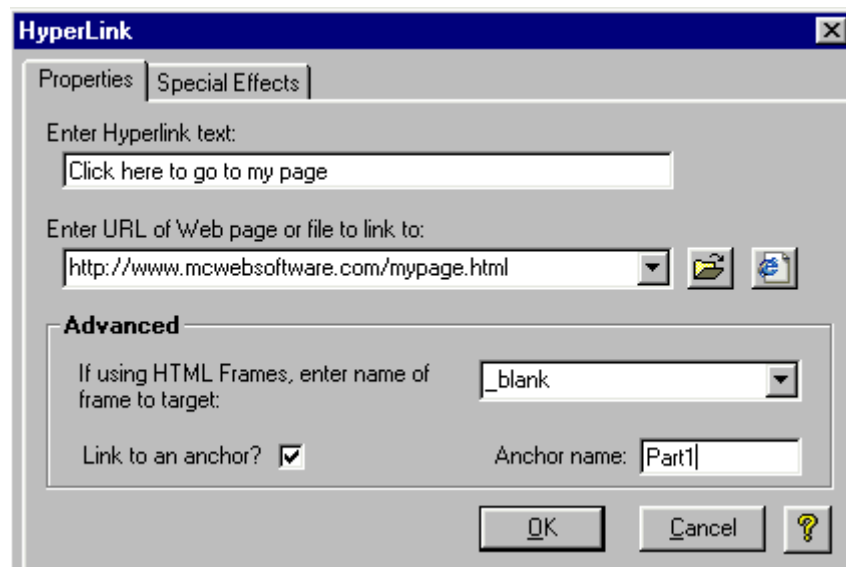 HyperLink
Properties
Special Effects
Enter Hyperlink text:
Click here to go to my page
Enter URL of Web page or file to link to:
http://www.mcwebsoftware.com/mypage.html
Advanced
If using HTML Frames, enter name of
frame to target:
_blank
Link to an anchor?
Anchor name:
Part1
OK
Cancel
?